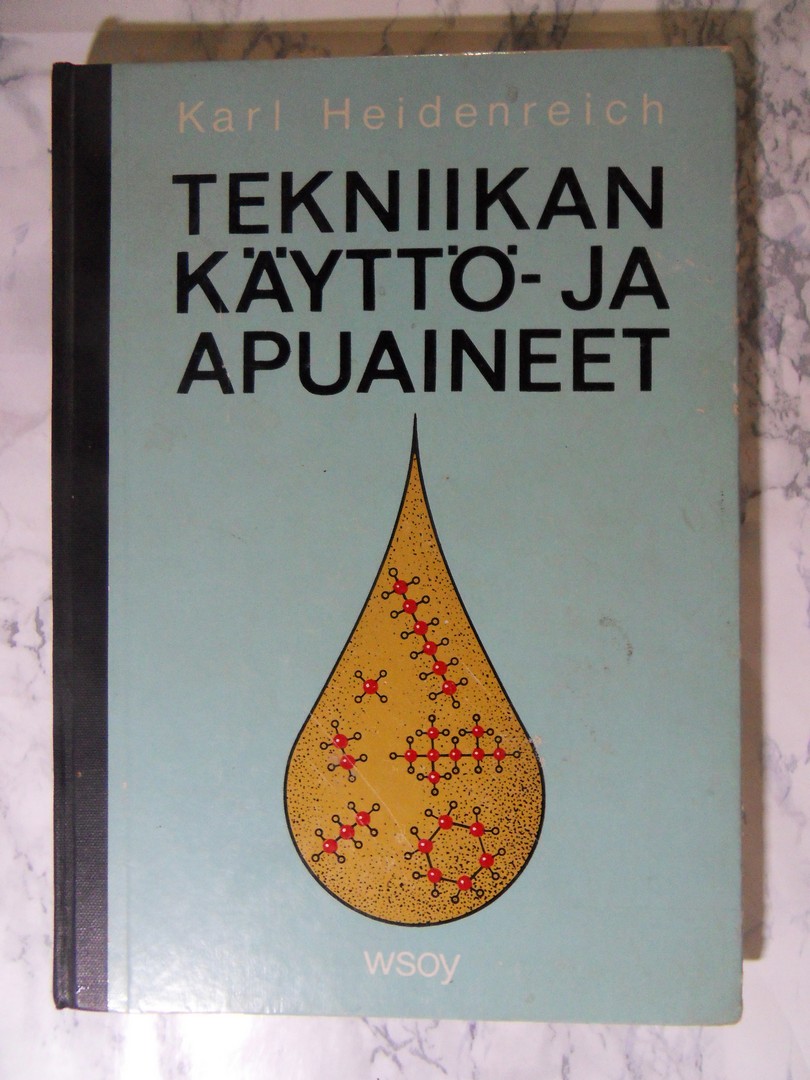 Karl Heidenreich
TEKNIIKAN
KÄYTTÖ- JA
APUAINEET
wsoy